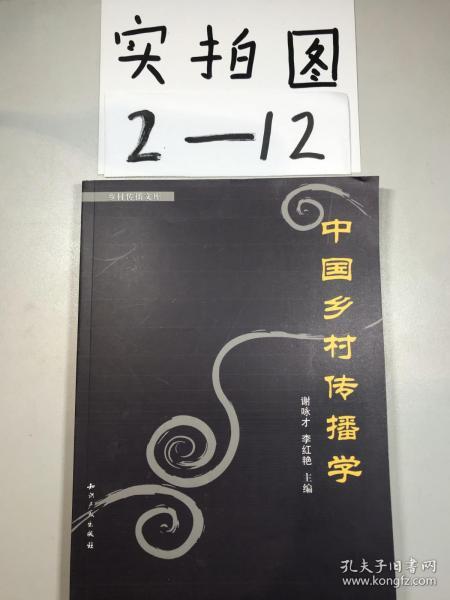 实拍图
2—12
乡村传播文库
中国乡村传播学
谢咏才 李红艳 主编
知识产权出版社
孔夫子旧书网
www.kongfz.com